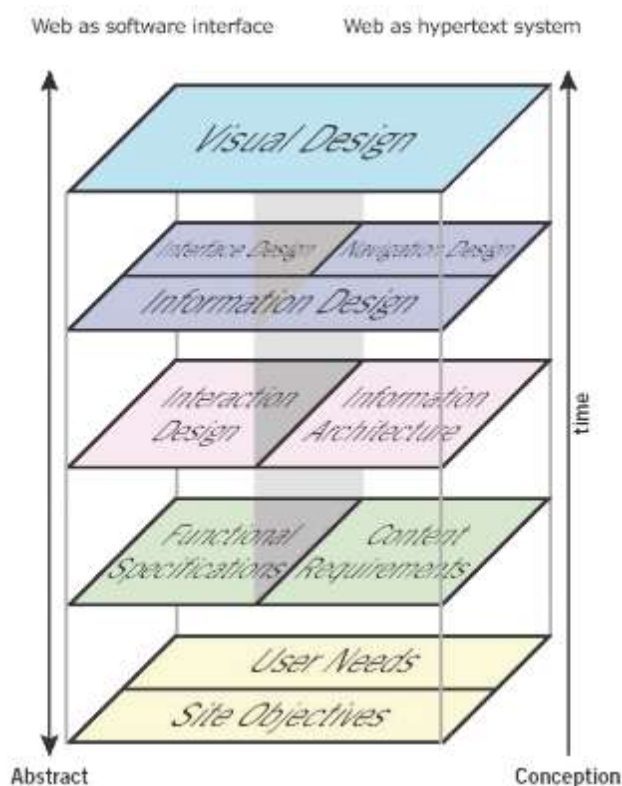 Web as software interface
Web as hypertext system
Visual Design
Interface Design
Navigation Design
Information Design
Interaction
Design
Information
Architecture
time
Functional
Specifications
Content
Requirements
User Needs
Site Objectives
Abstract
Conception